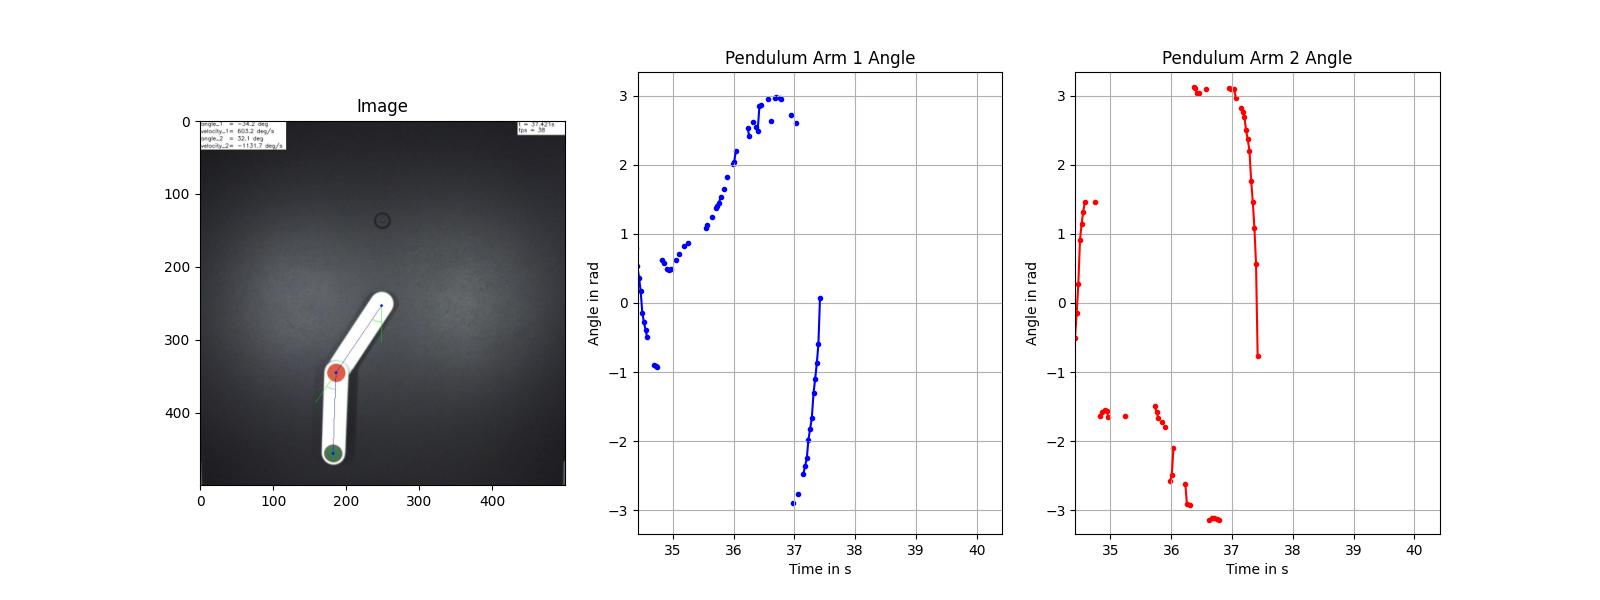 Image
angle_1 = -34.2 deg
velocity_1= 603.2 deg/s
angle_2 = 32.1 deg
velocity_2= -1131.7 deg/s
t = 37.421s
fps = 38
0
100
200
300
400
0 100 200 300 400
Pendulum Arm 1 Angle
Angle in rad
3
2
1
0
−1
−2
−3
35 36 37 38 39 40
Time in s
Pendulum Arm 2 Angle
Angle in rad
3
2
1
0
−1
−2
−3
35 36 37 38 39 40
Time in s